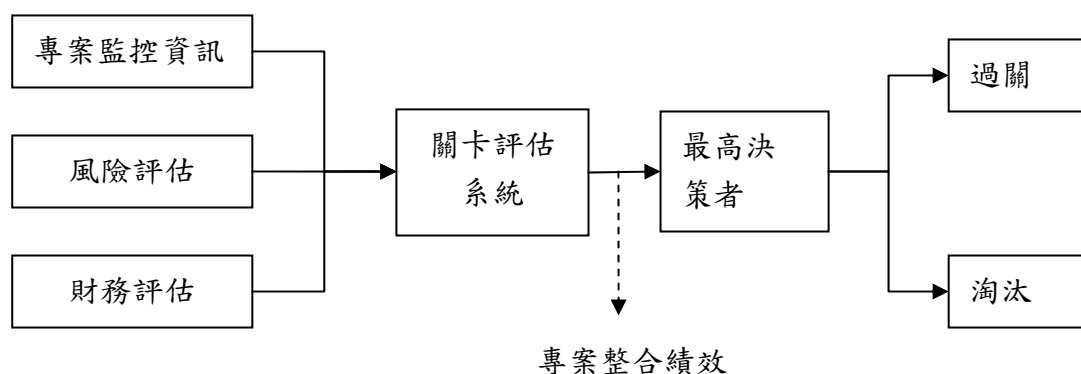 專案監控資訊
風險評估
財務評估
關卡評估
系統
最高決
策者
過關
淘汰
專案整合績效